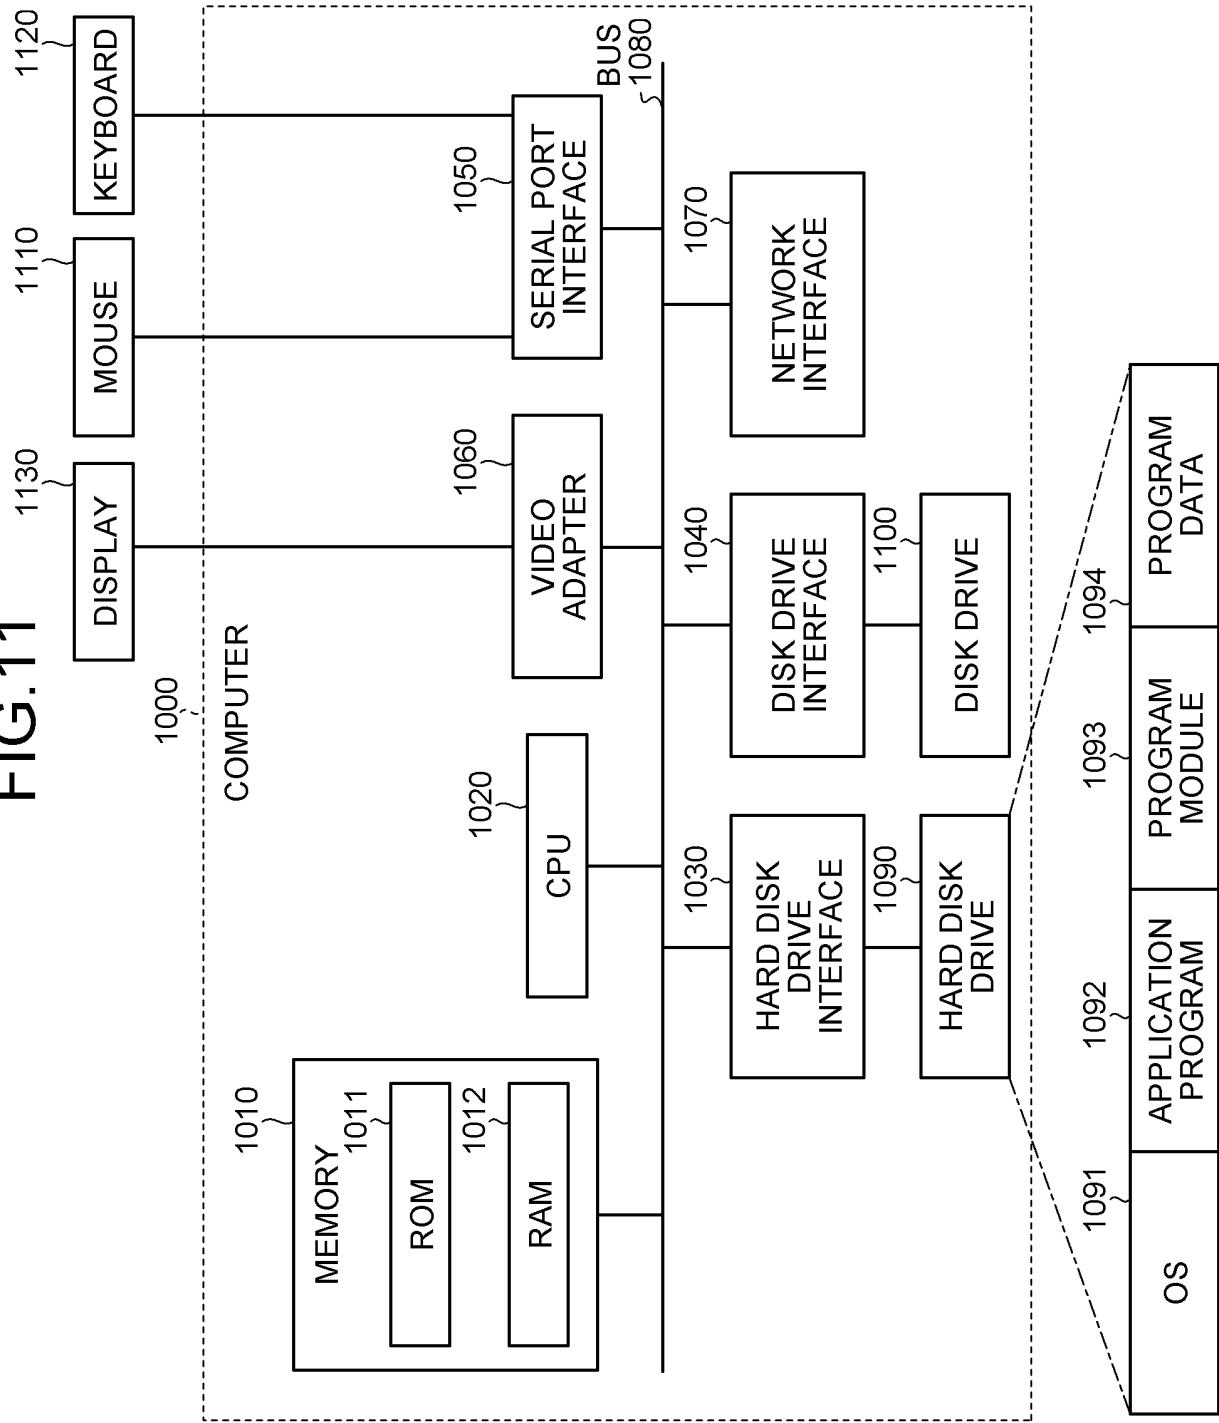 FIG.11
1000
COMPUTER
1010
MEMORY
1011
ROM
1012
RAM
1020
CPU
1130
DISPLAY
1110
MOUSE
1120
KEYBOARD
1060
VIDEO
ADAPTER
1050
SERIAL PORT
INTERFACE
BUS
1080
1030
HARD DISK
DRIVE
INTERFACE
1040
DISK DRIVE
INTERFACE
1070
NETWORK
INTERFACE
1090
HARD DISK
DRIVE
1100
DISK DRIVE
1091
OS
1092
APPLICATION
PROGRAM
1093
PROGRAM
MODULE
1094
PROGRAM
DATA